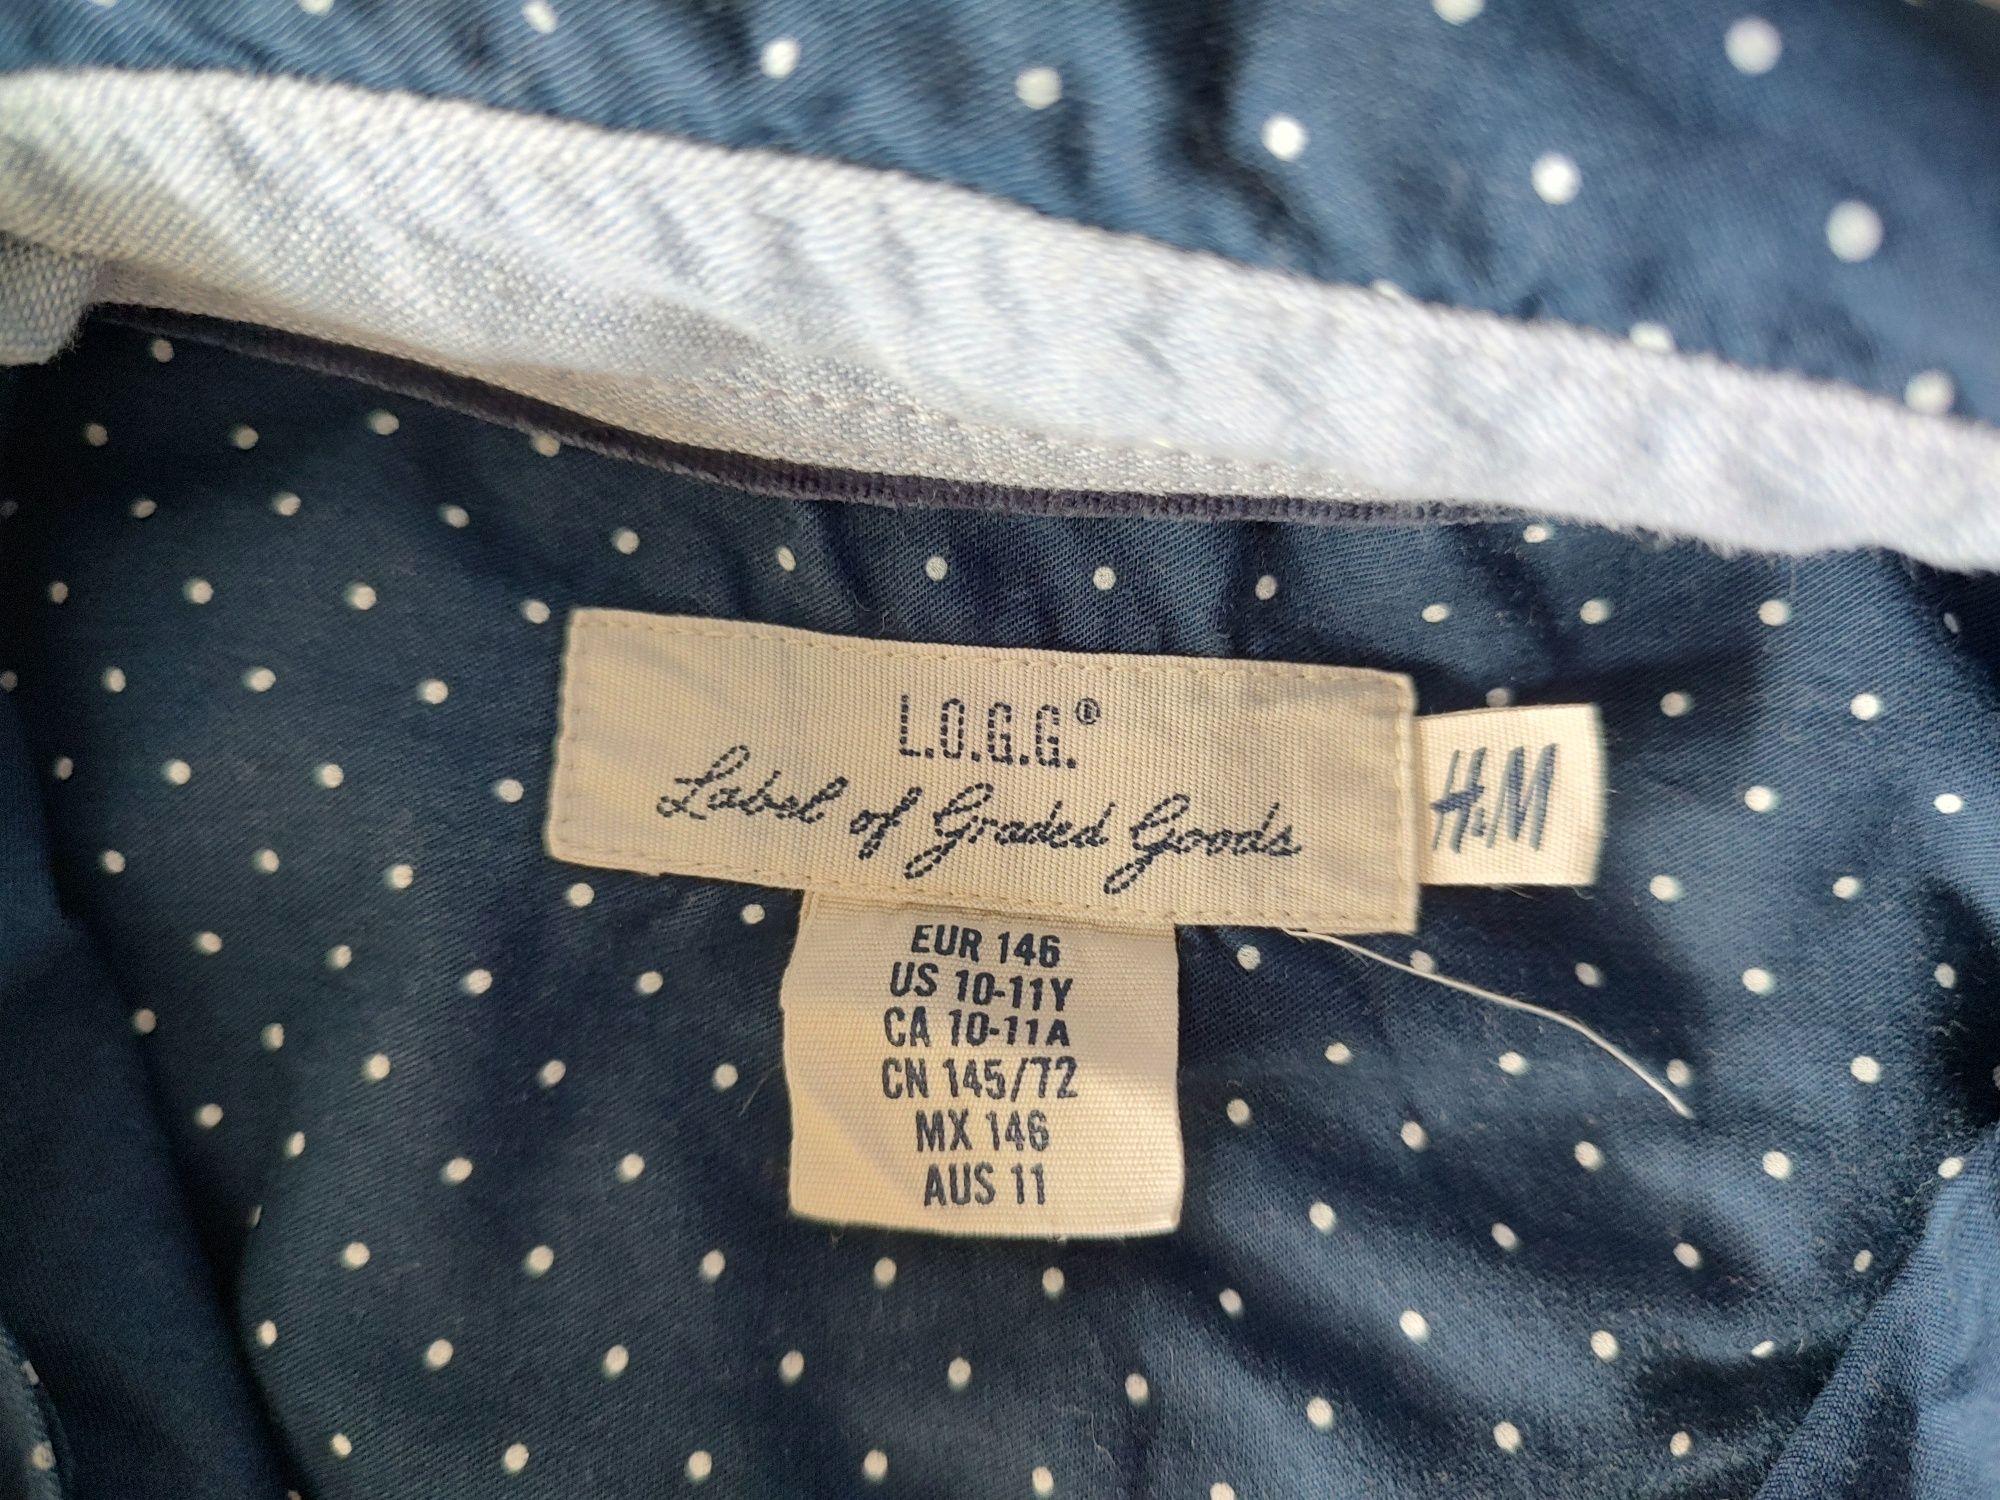 L.O.G.G.®
Label of Graded Goods
H&M
EUR 146
US 10-11Y
CA 10-11A
CN 145/72
MX 146
AUS 11